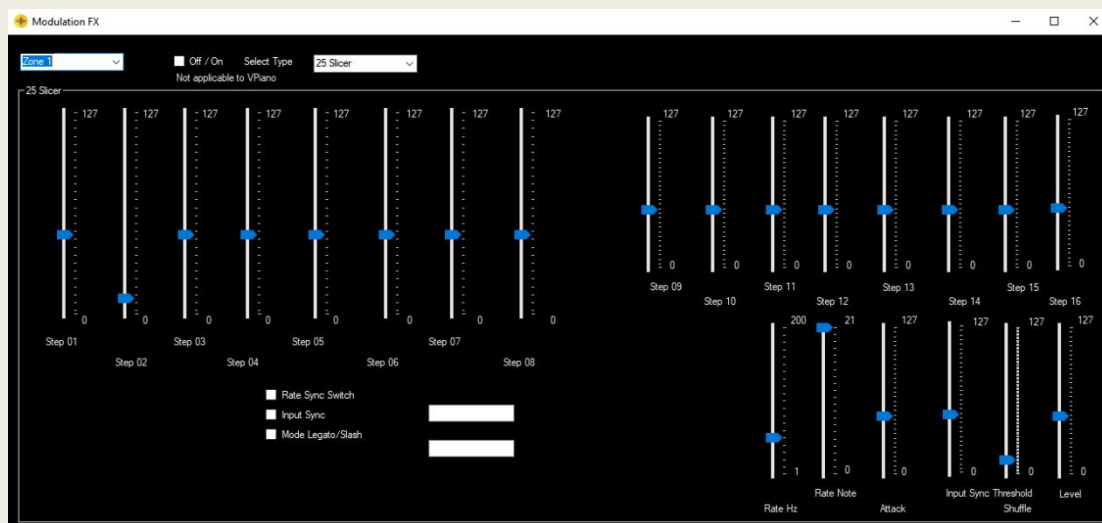 Modulation FX
Zone 1
Off / On
Select Type
25 Slicer
Not applicable to VPiano
25 Slicer
127 127 127 127 127 127 127 127
0 0 0 0 0 0 0 0
Step 01
Step 02
Step 03
Step 04
Step 05
Step 06
Step 07
Step 08
127 127 127 127 127 127 127 127
0 0 0 0 0 0 0 0
Step 09
Step 10
Step 11
Step 12
Step 13
Step 14
Step 15
Step 16
Rate Sync Switch
Input Sync
Mode Legato/Slash
200 21 127 127 127 127
1 0 0 0 0 0
Rate Hz
Rate Note
Attack
Input Sync Threshold
Shuffle
Level